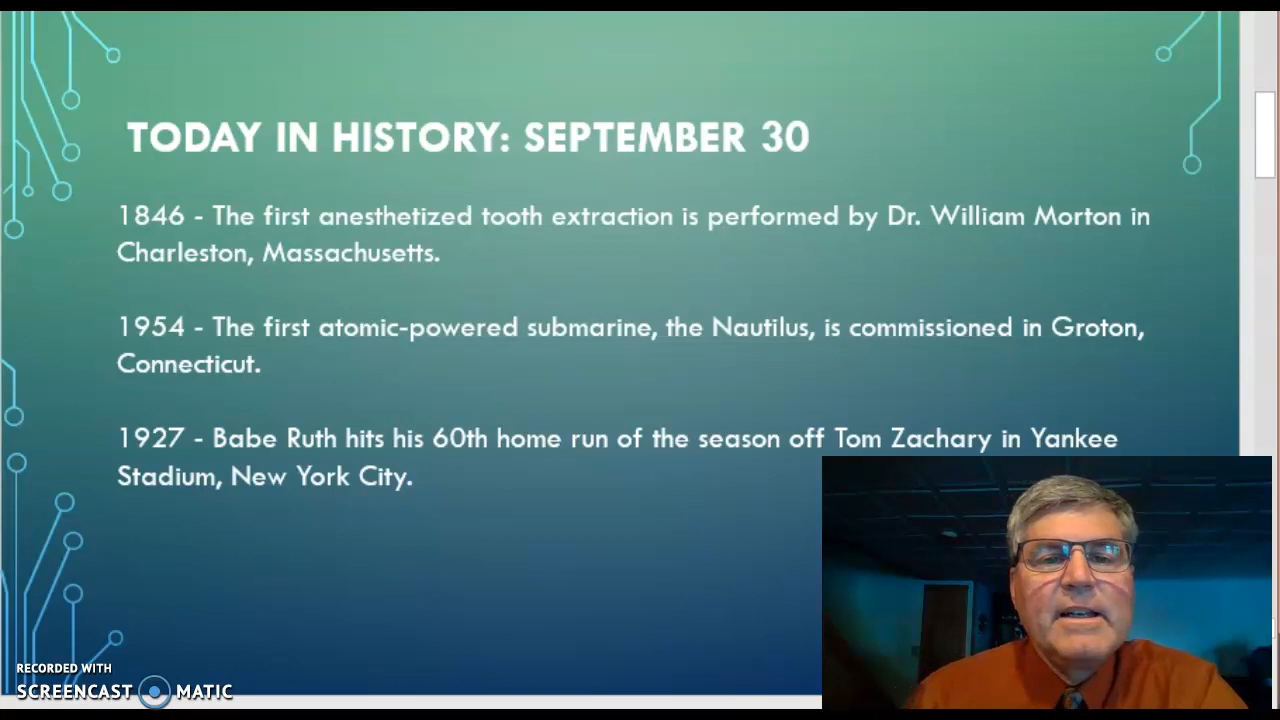 TODAY IN HISTORY: SEPTEMBER 30
1846 - The first anesthetized tooth extraction is performed by Dr. William Morton in
Charleston, Massachusetts.
1954 - The first atomic-powered submarine, the Nautilus, is commissioned in Groton,
Connecticut.
1927 - Babe Ruth hits his 60th home run of the season off Tom Zachary in Yankee
Stadium, New York City.
RECORDED WITH
SCREENCAST MATIC